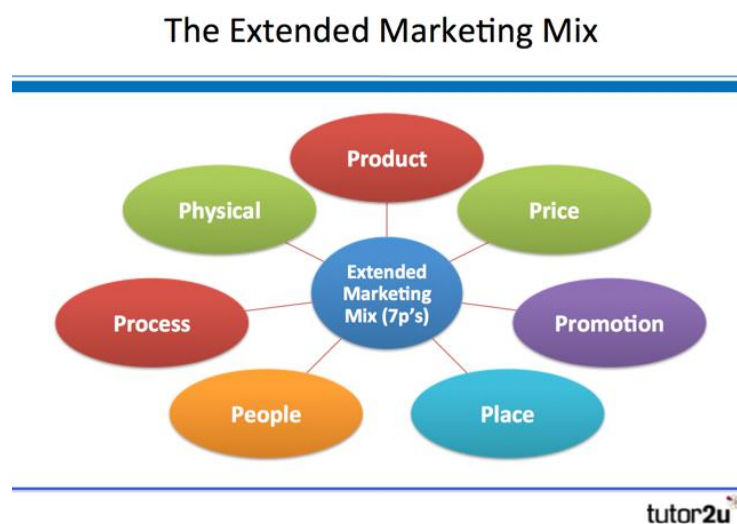 The Extended Marketing Mix
Product
Physical
Price
Extended
Marketing
Mix (7p's)
Process
Promotion
People
Place
tutor2u